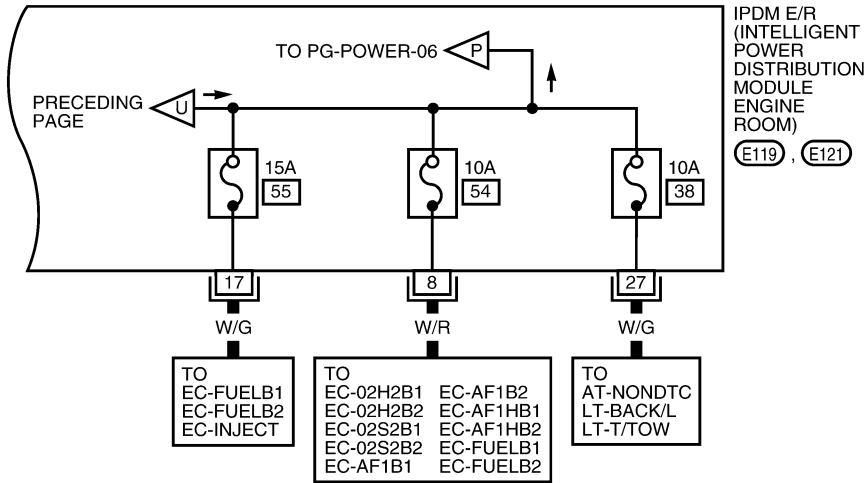 IPDM E/R
(INTELLIGENT
POWER
DISTRIBUTION
MODULE
ENGINE
ROOM)
E119 , E121
TO PG-POWER-06
P
PRECEDING
PAGE
U
15A
55
10A
54
10A
38
17
8
27
W/G
W/R
W/G
TO
EC-FUELB1
EC-FUELB2
EC-INJECT
TO
EC-02H2B1 EC-AF1B2
EC-02H2B2 EC-AF1HB1
EC-02S2B1 EC-AF1HB2
EC-02S2B2 EC-FUELB1
EC-AF1B1 EC-FUELB2
TO
AT-NONDTC
LT-BACK/L
LT-T/TOW